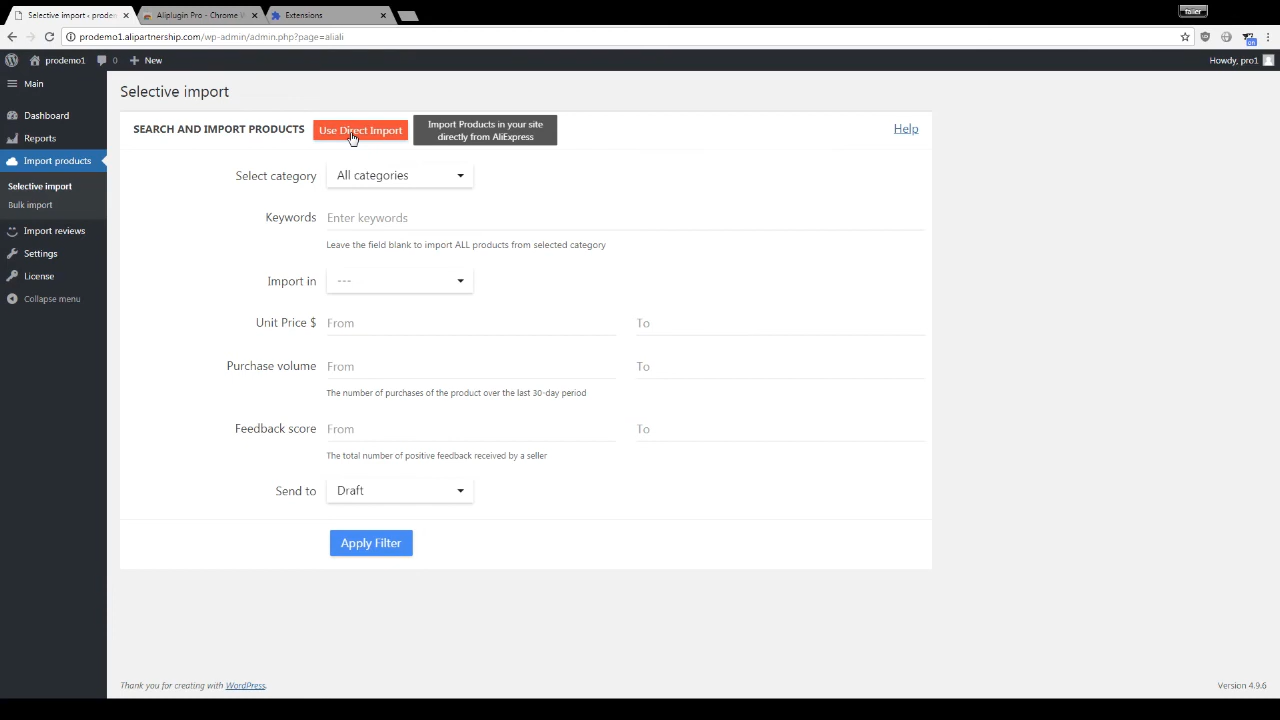 Selective import ‹ prodem
Aliplugin Pro - Chrome
Extensions
faller
prodemo1.alipartnership.com/wp-admin/admin.php?page=aliali
on
prodemo1
0
New
Howdy, pro1
Main
Dashboard
Reports
Import products
Selective import
Bulk import
Import reviews
Settings
License
Collapse menu
Selective import
SEARCH AND IMPORT PRODUCTS
Use Direct Import
Import Products in your site
directly from AliExpress
Help
Select category
All categories
Keywords
Enter keywords
Leave the field blank to import ALL products from selected category
Import in
---
Unit Price $
From
To
Purchase volume
From
To
The number of purchases of the product over the last 30-day period
Feedback score
From
To
The total number of positive feedback received by a seller
Send to
Draft
Apply Filter
Thank you for creating with WordPress.
Version 4.9.6